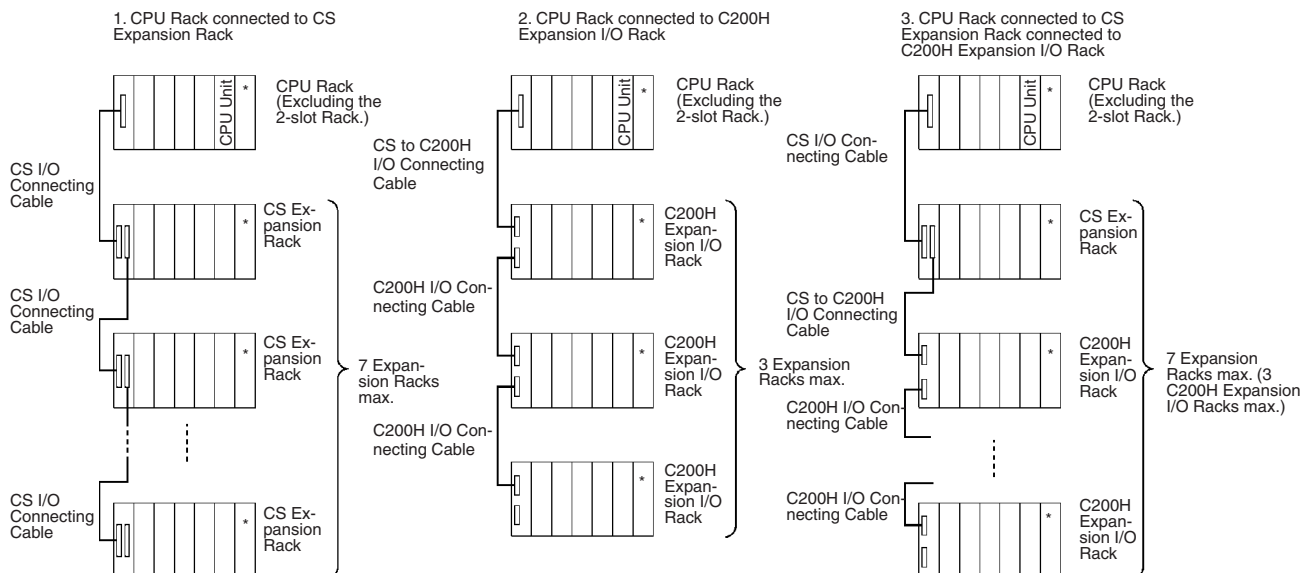 1. CPU Rack connected to CS
Expansion Rack
CPU Unit
*
CPU Rack
(Excluding the
2-slot Rack.)
CS I/O
Connecting
Cable
*
CS Ex-
pansion
Rack
CS I/O
Connecting
Cable
*
CS Ex-
pansion
Rack
7 Expan-
sion Racks
max.
CS I/O
Connecting
Cable
*
CS Ex-
pansion
Rack
2. CPU Rack connected to C200H
Expansion I/O Rack
CPU Unit
*
CPU Rack
(Excluding the
2-slot Rack.)
CS to C200H
I/O Connecting
Cable
*
C200H
Expan-
sion I/O
Rack
C200H I/O Con-
necting Cable
*
C200H
Expan-
sion I/O
Rack
3 Expansion
Racks max.
C200H I/O Con-
necting Cable
*
C200H
Expan-
sion I/O
Rack
3. CPU Rack connected to CS
Expansion Rack connected to
C200H Expansion I/O Rack
CPU Unit
*
CPU Rack
(Excluding the
2-slot Rack.)
CS I/O Con-
necting Cable
*
CS Ex-
pansion
Rack
CS to C200H
I/O Connecting
Cable
*
C200H
Expan-
sion I/O
Rack
7 Expansion
Racks max. (3
C200H Expansion
I/O Racks max.)
C200H I/O Con-
necting Cable
C200H I/O Con-
necting Cable
*
C200H
Expan-
sion I/O
Rack